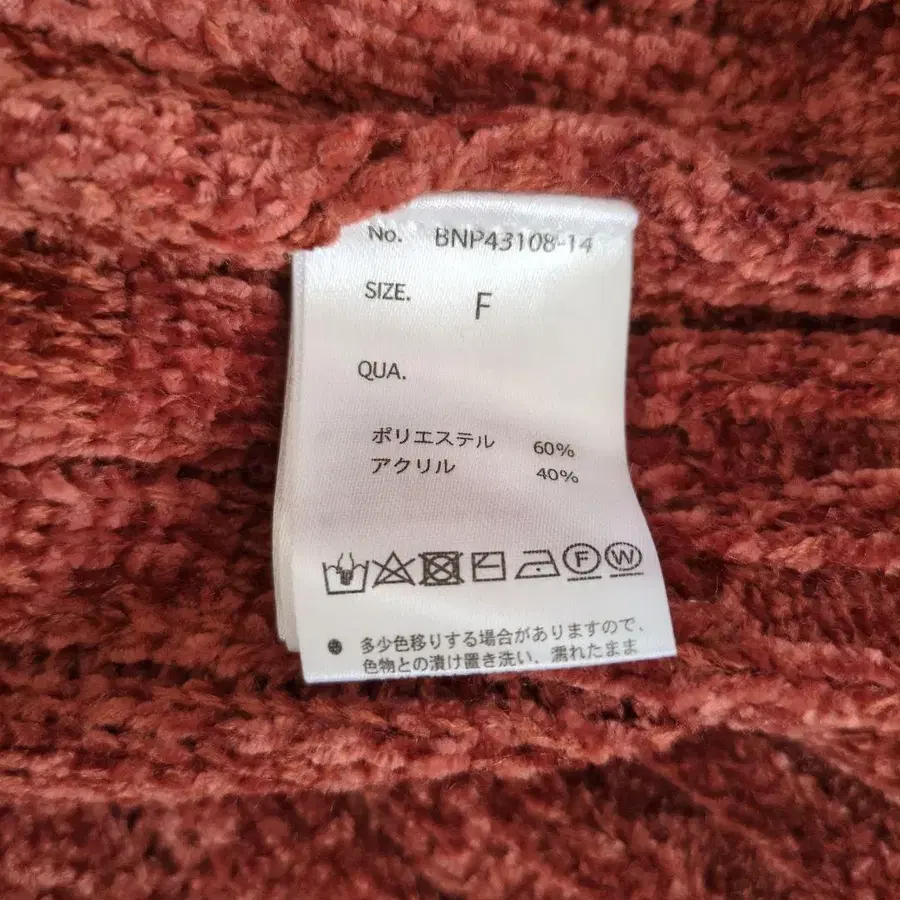 No. BNP43108-14
SIZE. F
QUA.
ポリエステル 60%
アクリル 40%
F W
● 多少色移りする場合がありますので、
色物との漬け置き洗い、濡れたまま